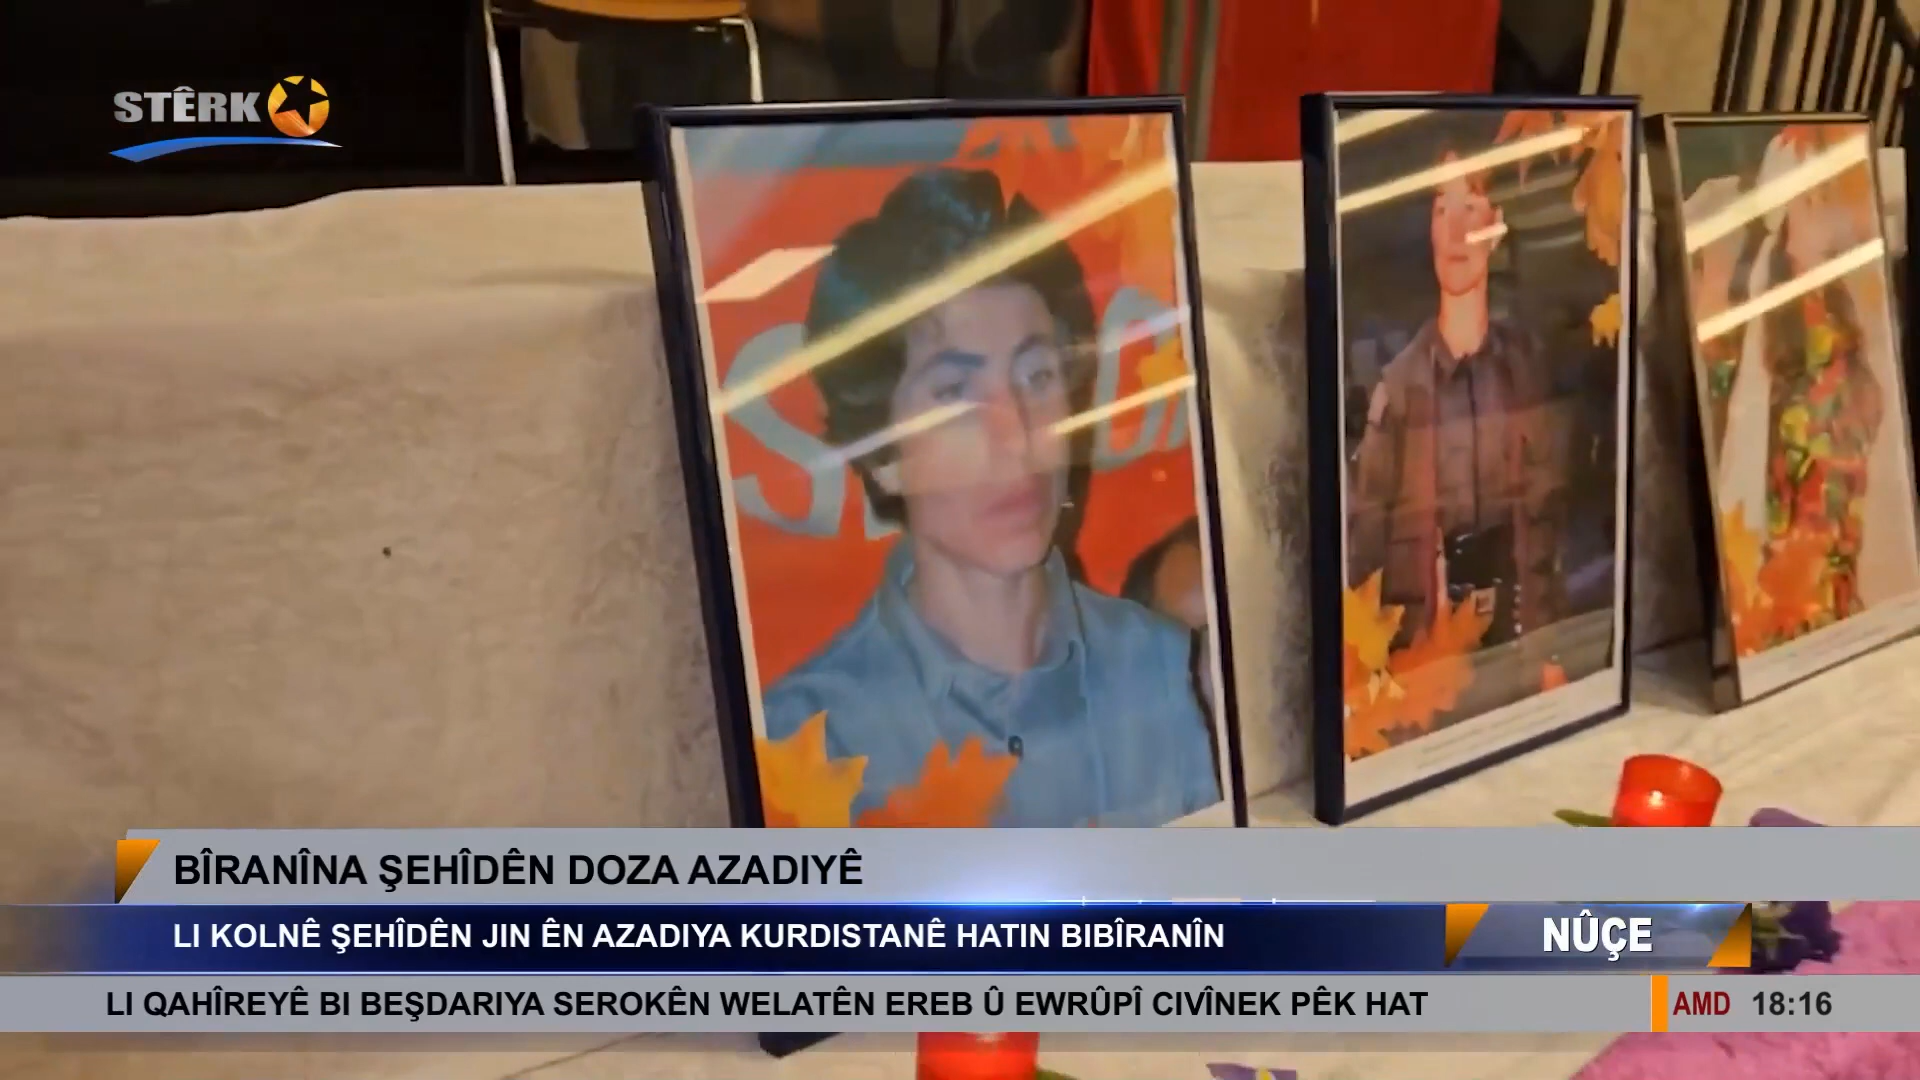 STÊRK
BÎRANÎNA ŞEHÎDÊN DOZA AZADIYÊ
LI KOLNÊ ŞEHÎDÊN JIN ÊN AZADIYA KURDISTANÊ HATIN BIBÎRANÎN
NÛÇE
LI QAHÎREYÊ BI BEŞDARIYA SEROKÊN WELATÊN EREB Û EWRÛPÎ CIVÎNEK PÊK HAT
AMD 18:16